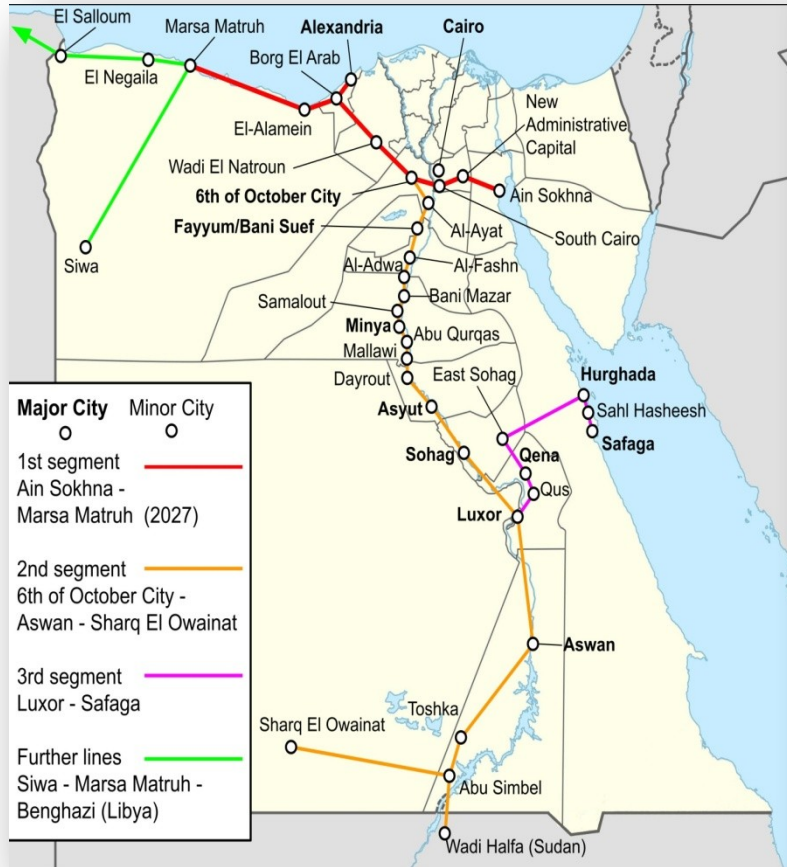 El Salloum
Marsa Matruh
Alexandria
Cairo
El Negaila
Borg El Arab
New
Administrative
Capital
El-Alamein
Wadi El Natroun
6th of October City
Ain Sokhna
Fayyum/Bani Suef
Al-Ayat
South Cairo
Siwa
Al-Adwa
Al-Fashn
Samalout
Bani Mazar
Minya
Abu Qurqas
Mallawi
East Sohag
Hurghada
Dayrout
Sahl Hasheesh
Asyut
Safaga
Sohag
Qena
Qus
Luxor
Aswan
Toshka
Sharq El Owainat
Abu Simbel
Wadi Halfa (Sudan)
Major City Minor City
1st segment
Ain Sokhna -
Marsa Matruh (2027)
2nd segment
6th of October City -
Aswan - Sharq El Owainat
3rd segment
Luxor - Safaga
Further lines
Siwa - Marsa Matruh -
Benghazi (Libya)